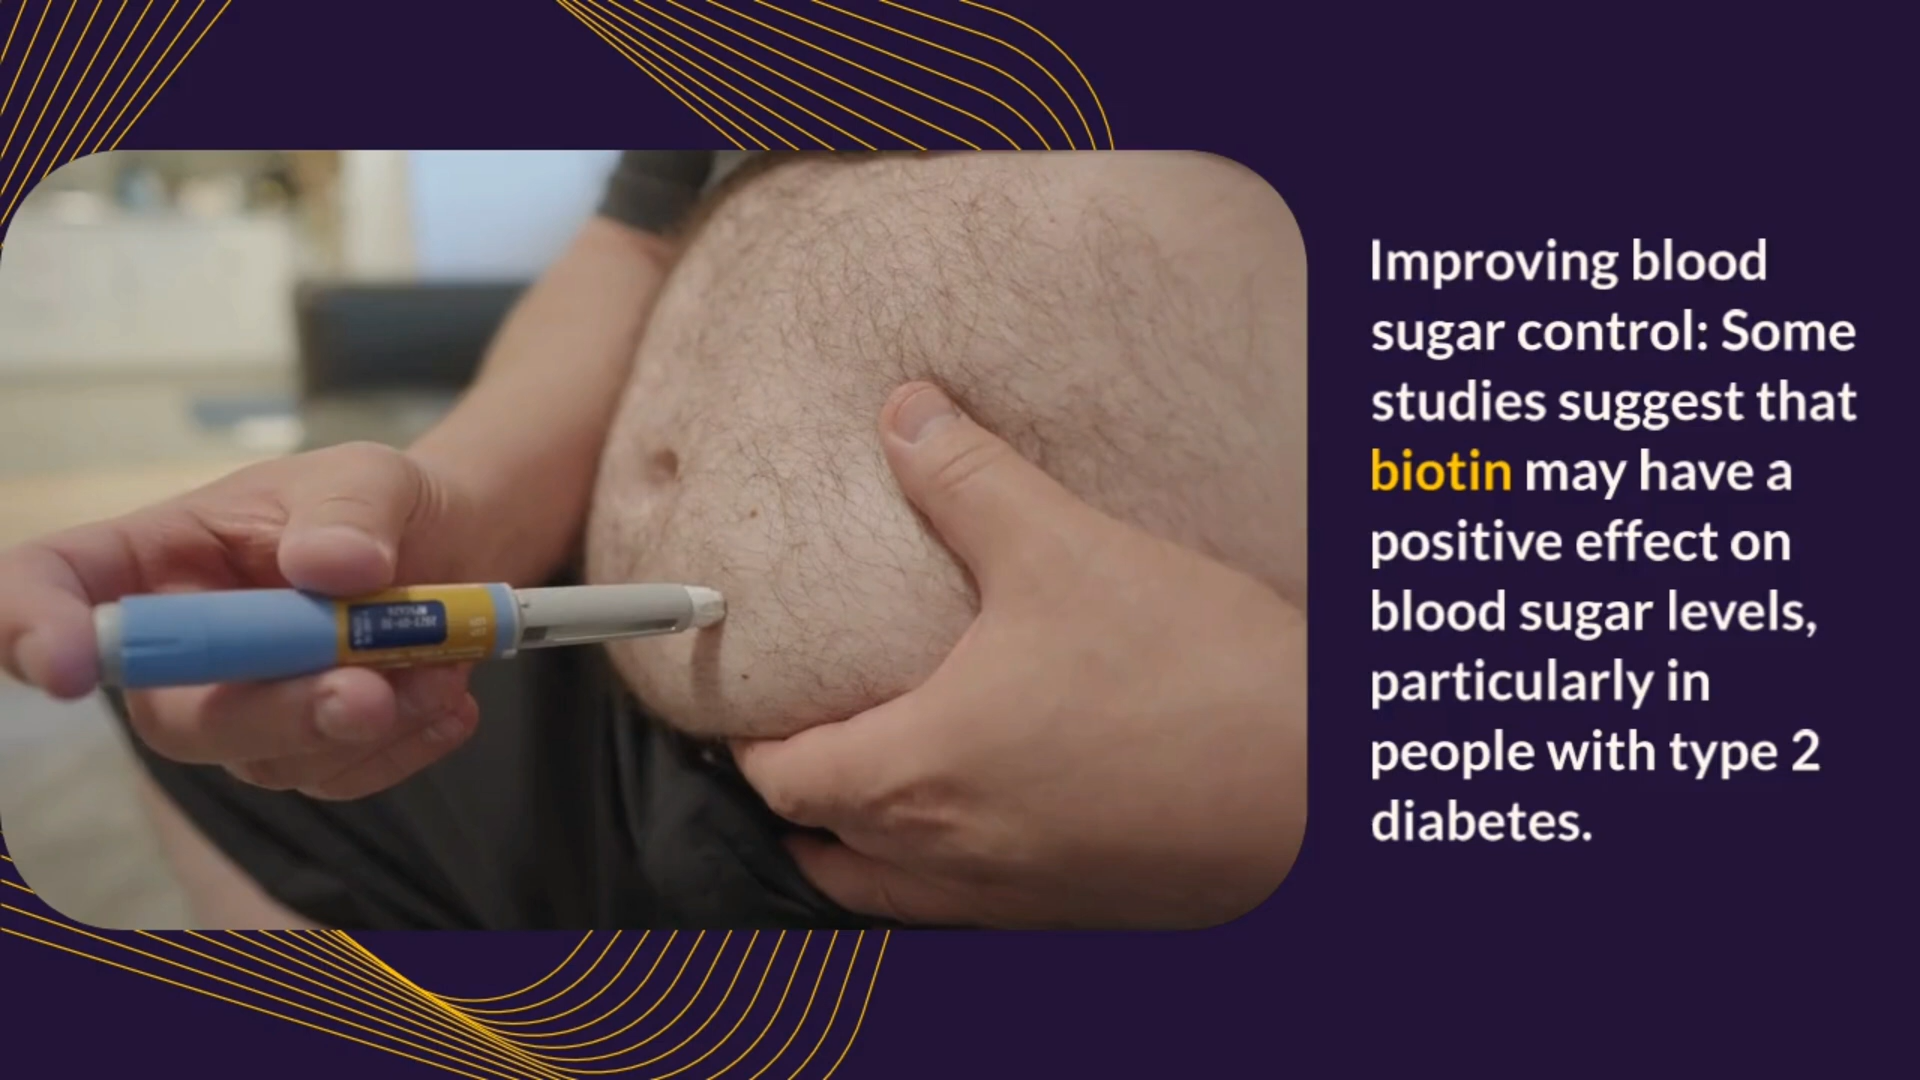 Improving blood
sugar control: Some
studies suggest that
biotin may have a
positive effect on
blood sugar levels,
particularly in
people with type 2
diabetes.